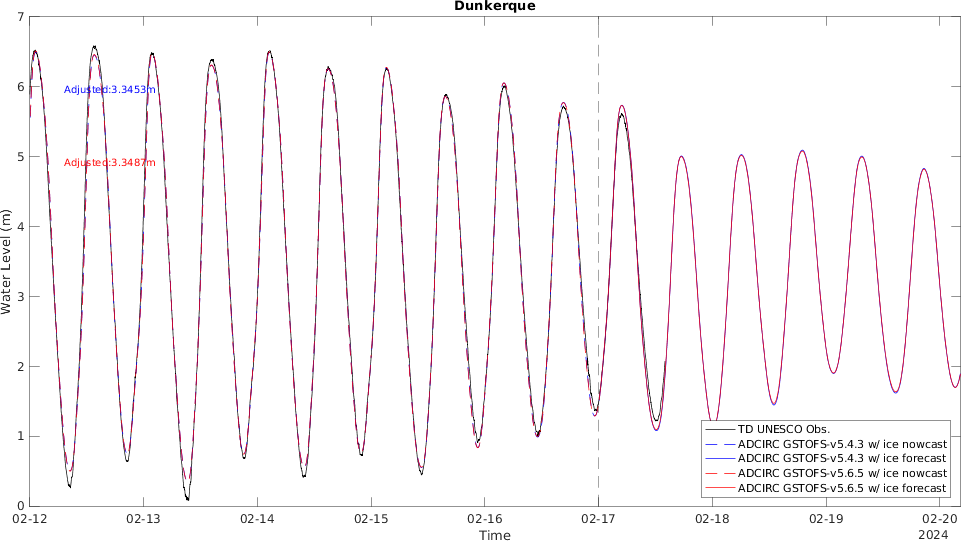 Dunkerque
7
6
5
4
3
2
1
0
Water Level (m)
Adjusted:3.3453m
Adjusted:3.3487m
TD UNESCO Obs.
ADCIRC GSTOFS-v5.4.3 w/ ice nowcast
ADCIRC GSTOFS-v5.4.3 w/ ice forecast
ADCIRC GSTOFS-v5.6.5 w/ ice nowcast
ADCIRC GSTOFS-v5.6.5 w/ ice forecast
02-12 02-13 02-14 02-15 02-16 02-17 02-18 02-19 02-20
Time
2024